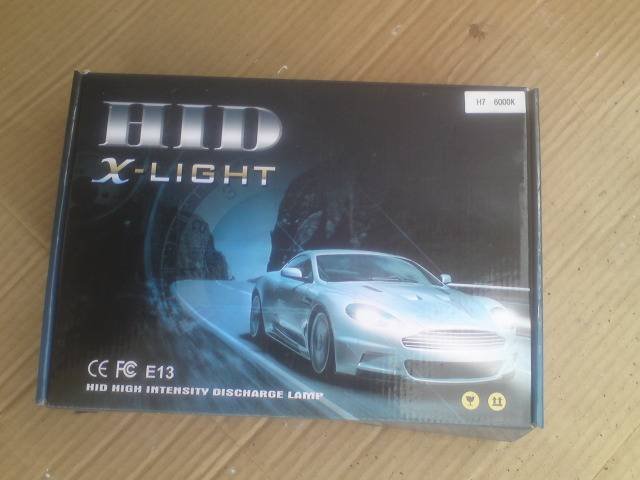 H7 6000K
HID
X-LIGHT
CE FC E13
HID HIGH INTENSITY DISCHARGE LAMP